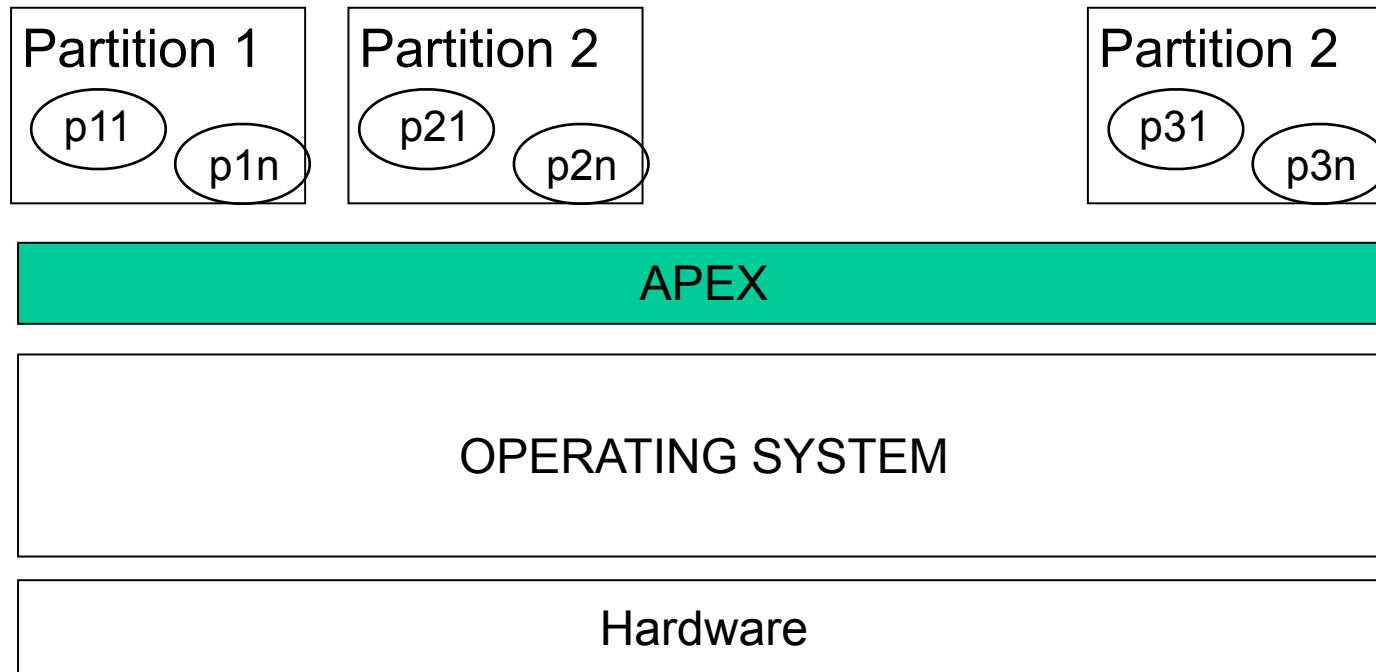 Partition 1
p11
p1n
Partition 2
p21
p2n
Partition 2
p31
p3n
APEX
OPERATING SYSTEM
Hardware